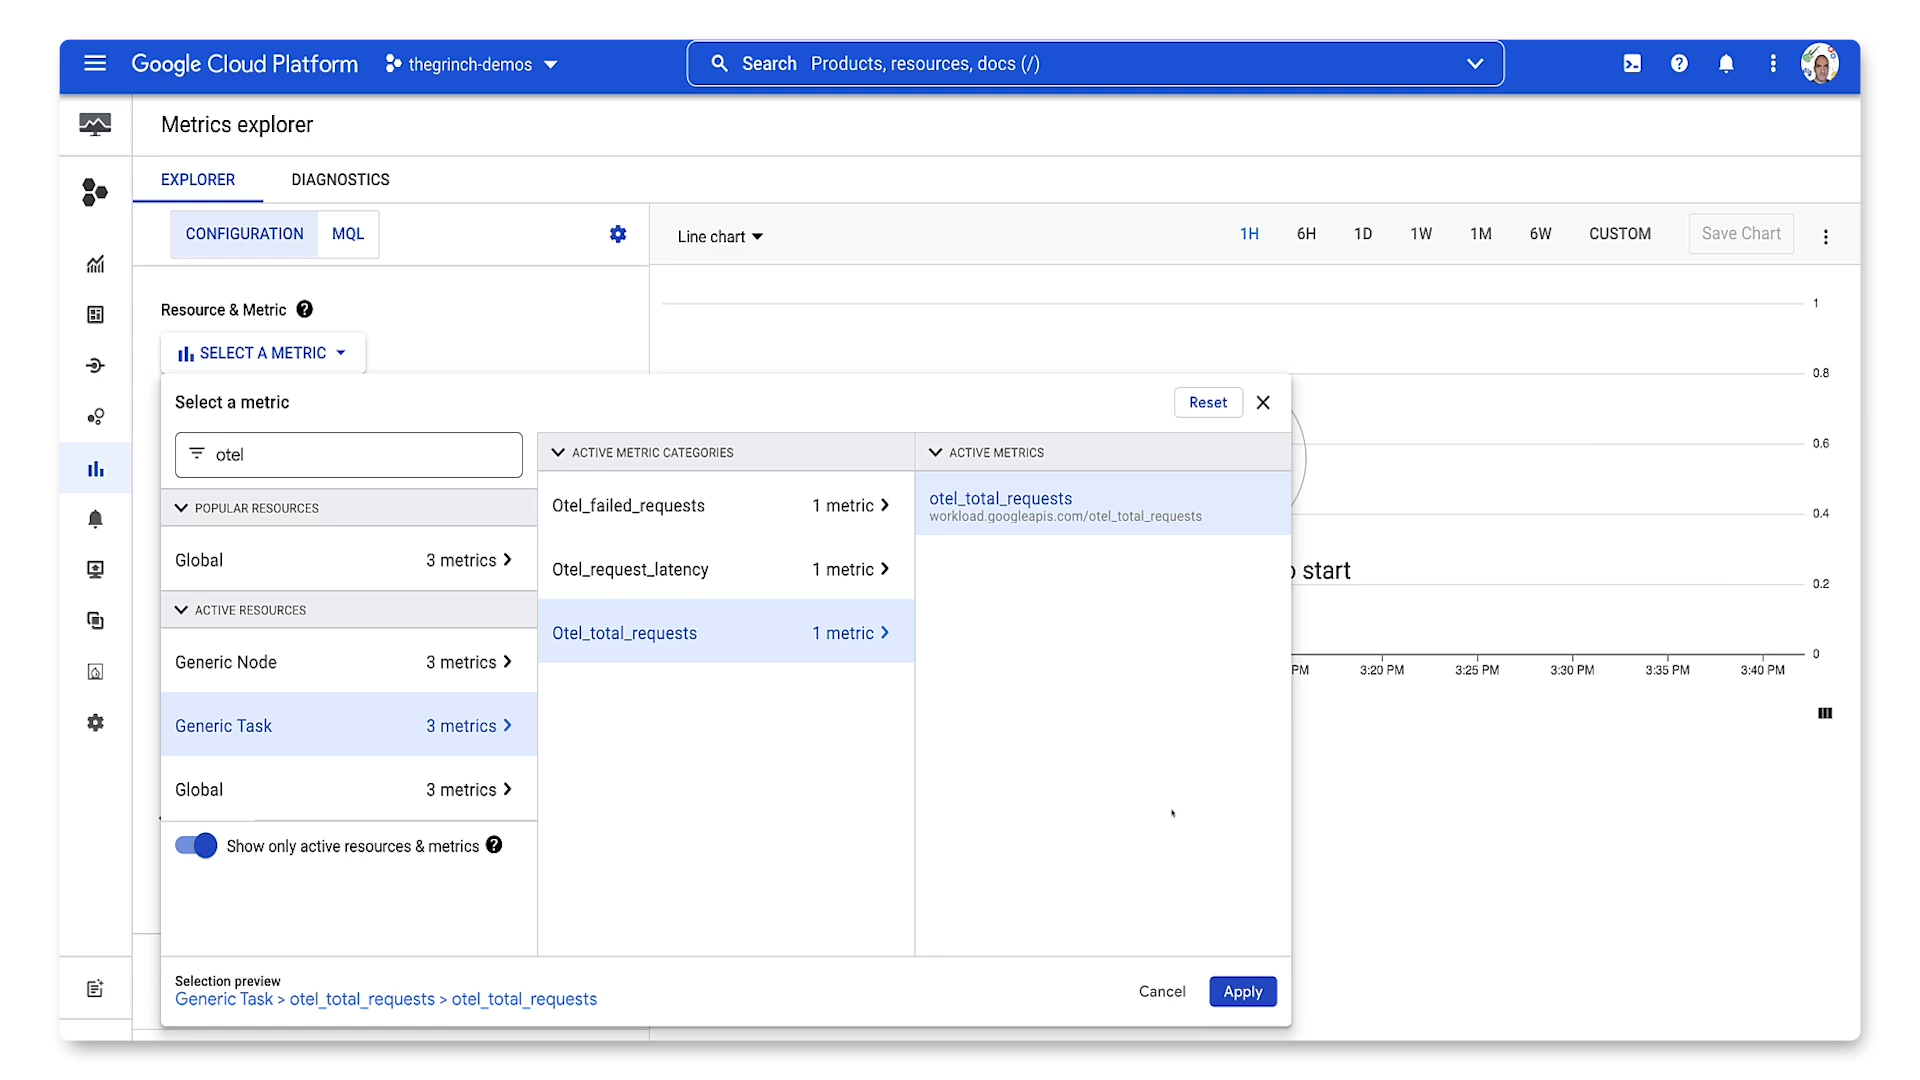 Google Cloud Platform
thegrinch-demos
Search Products, resources, docs (/)
Metrics explorer
EXPLORER
DIAGNOSTICS
CONFIGURATION
MQL
Line chart
1H
6H
1D
1W
1M
6W
CUSTOM
Save Chart
Resource & Metric
SELECT A METRIC
Select a metric
Reset
otel
POPULAR RESOURCES
Global 3 metrics
ACTIVE RESOURCES
Generic Node 3 metrics
Generic Task 3 metrics
Global 3 metrics
Show only active resources & metrics
ACTIVE METRIC CATEGORIES
Otel_failed_requests 1 metric
Otel_request_latency 1 metric
Otel_total_requests 1 metric
ACTIVE METRICS
otel_total_requests
workload.googleapis.com/otel_total_requests
Selection preview
Generic Task > otel_total_requests > otel_total_requests
Cancel
Apply
start
1
0.8
0.6
0.4
0.2
0
PM
3:20 PM
3:25 PM
3:30 PM
3:35 PM
3:40 PM